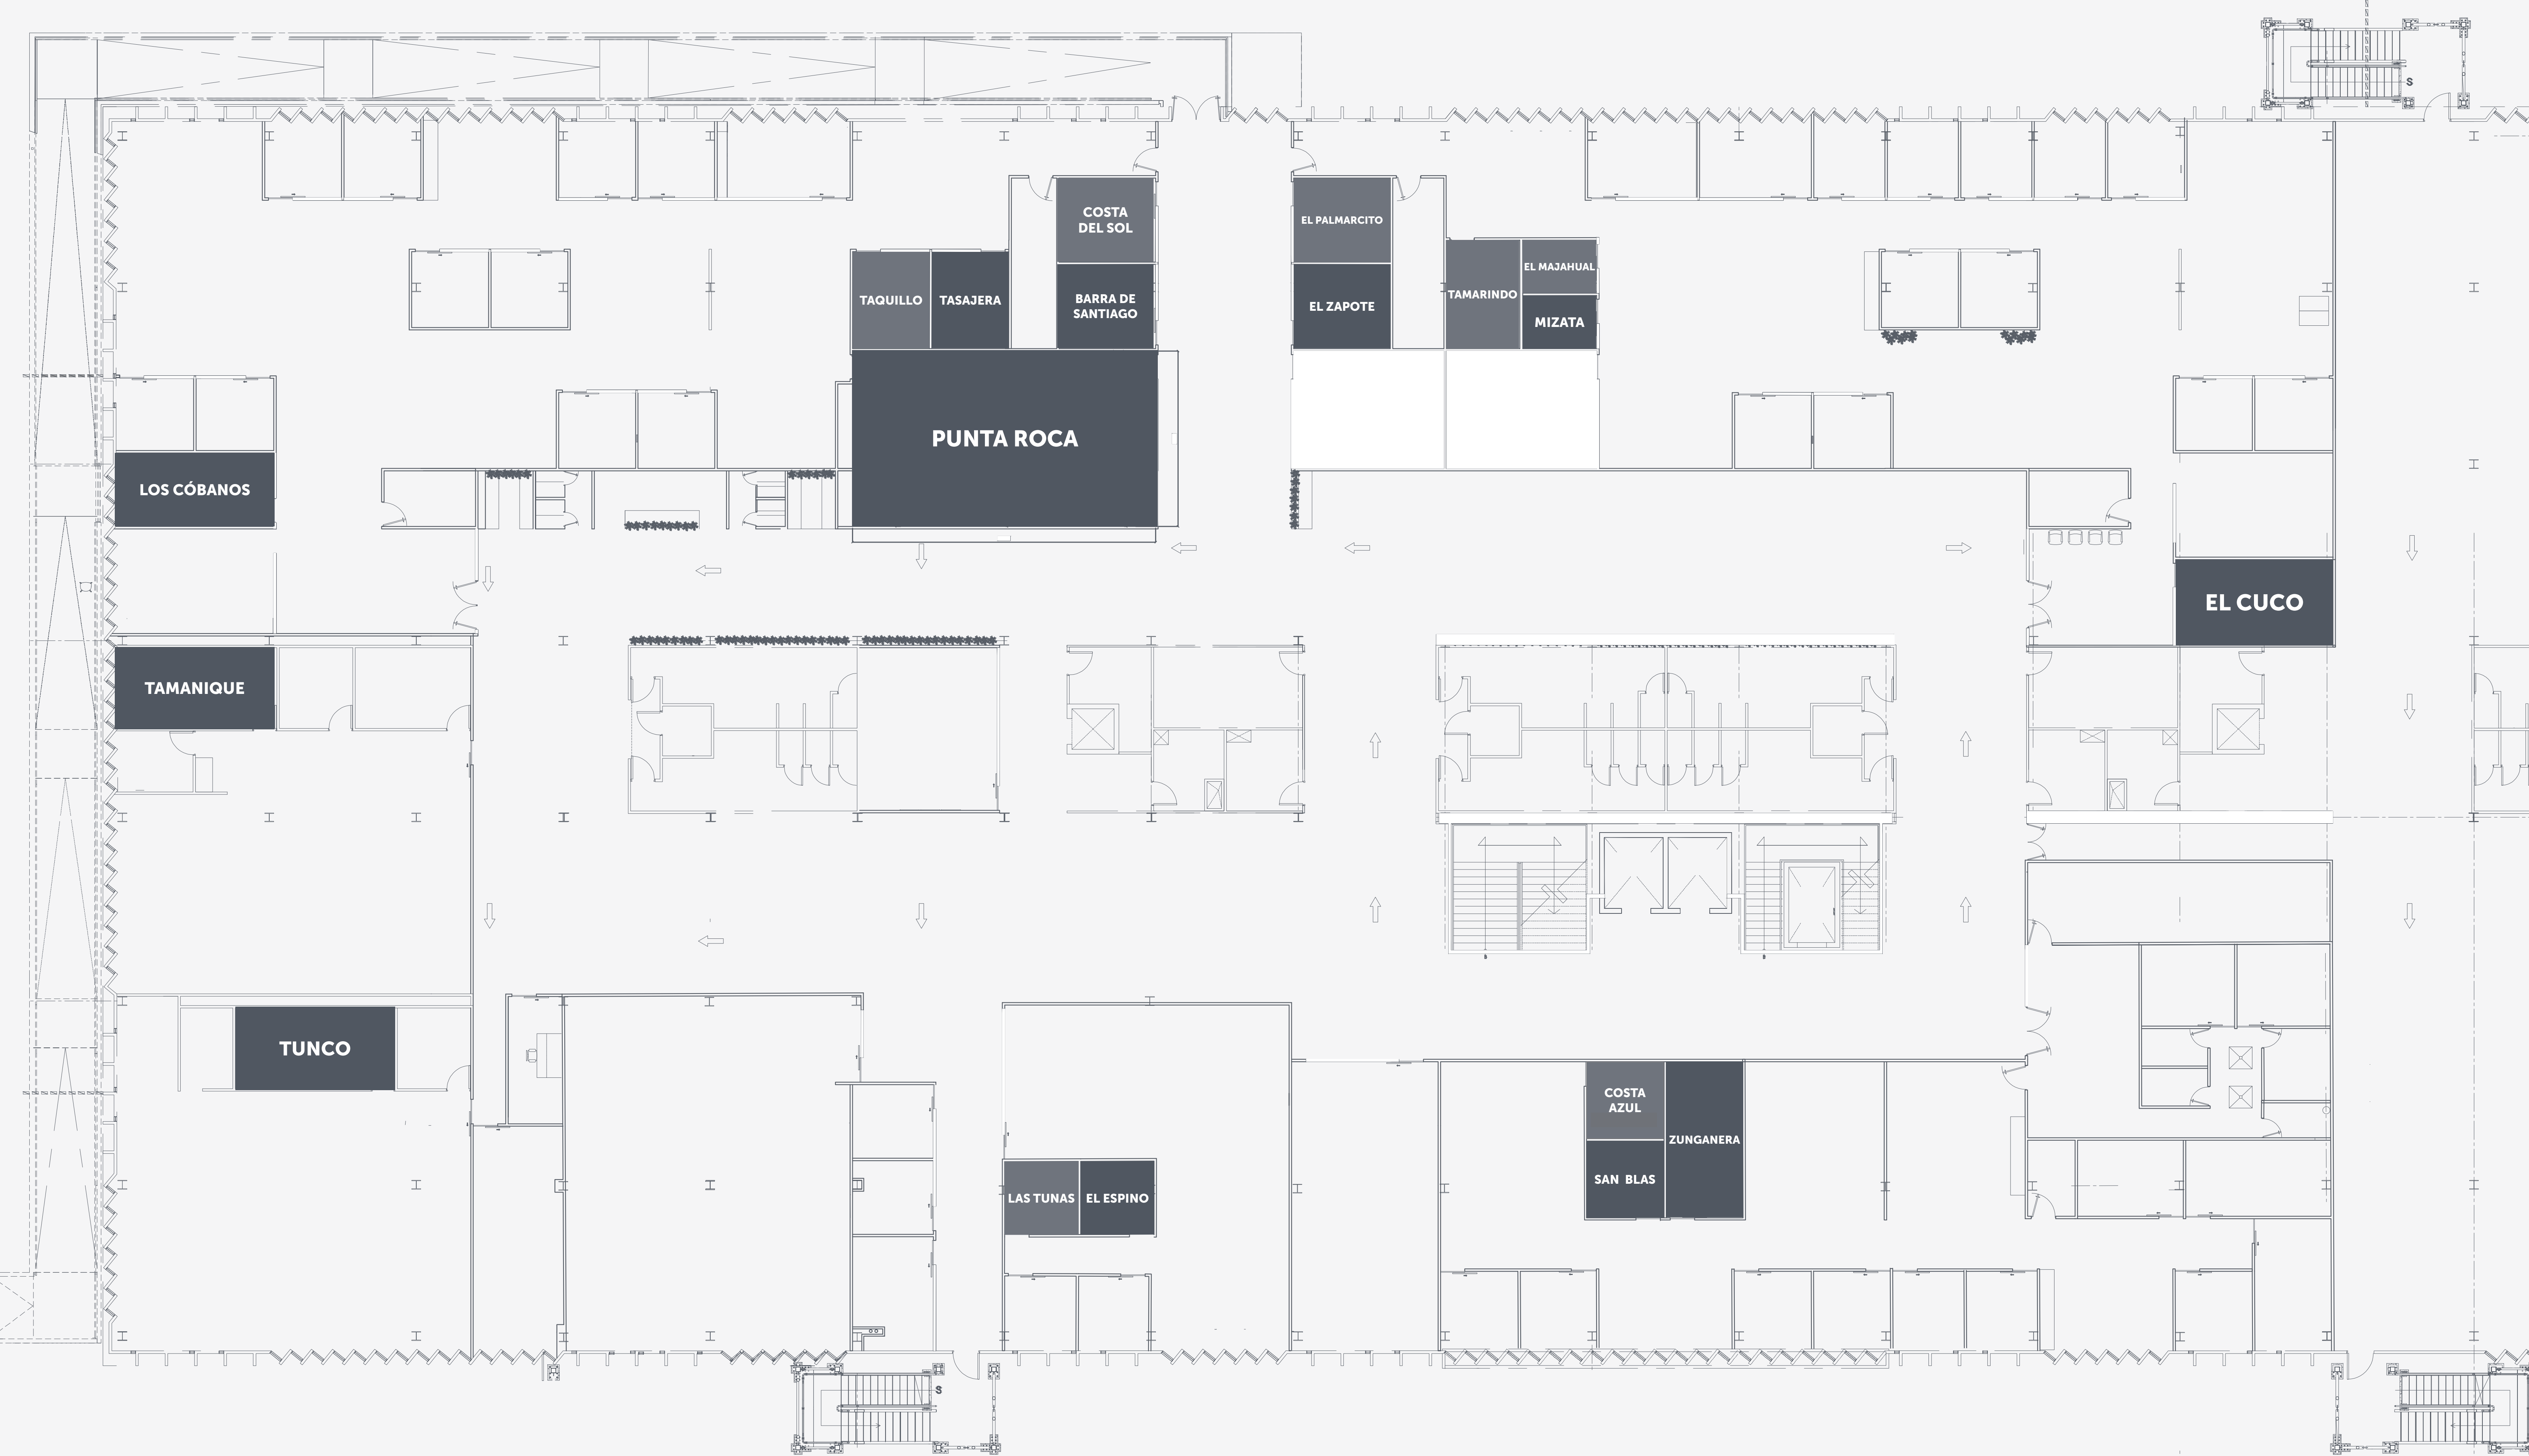 S
COSTA
DEL SOL
EL PALMARCITO
TAQUILLO
TASAJERA
BARRA DE
SANTIAGO
EL ZAPOTE
TAMARINDO
EL MAJAHUAL
MIZATA
PUNTA ROCA
LOS CÓBANOS
EL CUCO
TAMANIQUE
TUNCO
COSTA
AZUL
ZUNGANERA
SAN BLAS
LAS TUNAS
EL ESPINO
S